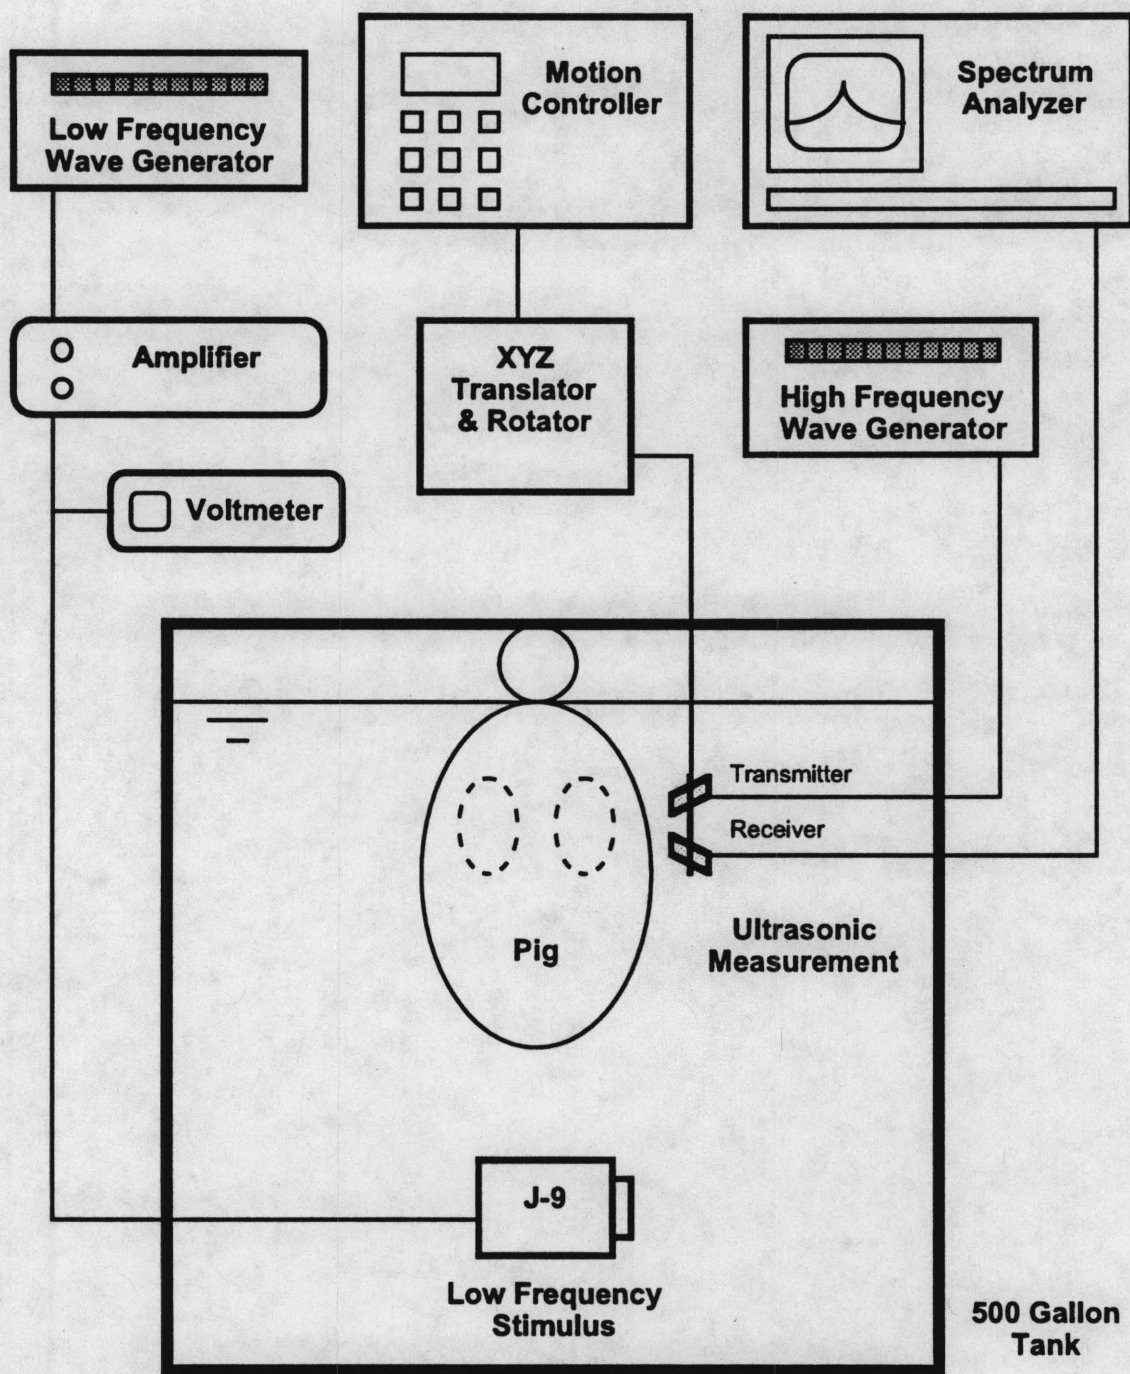 Low Frequency
Wave Generator
Motion
Controller
Spectrum
Analyzer
Amplifier
XYZ
Translator
& Rotator
High Frequency
Wave Generator
Voltmeter
Transmitter
Receiver
Pig
Ultrasonic
Measurement
J-9
Low Frequency
Stimulus
500 Gallon
Tank